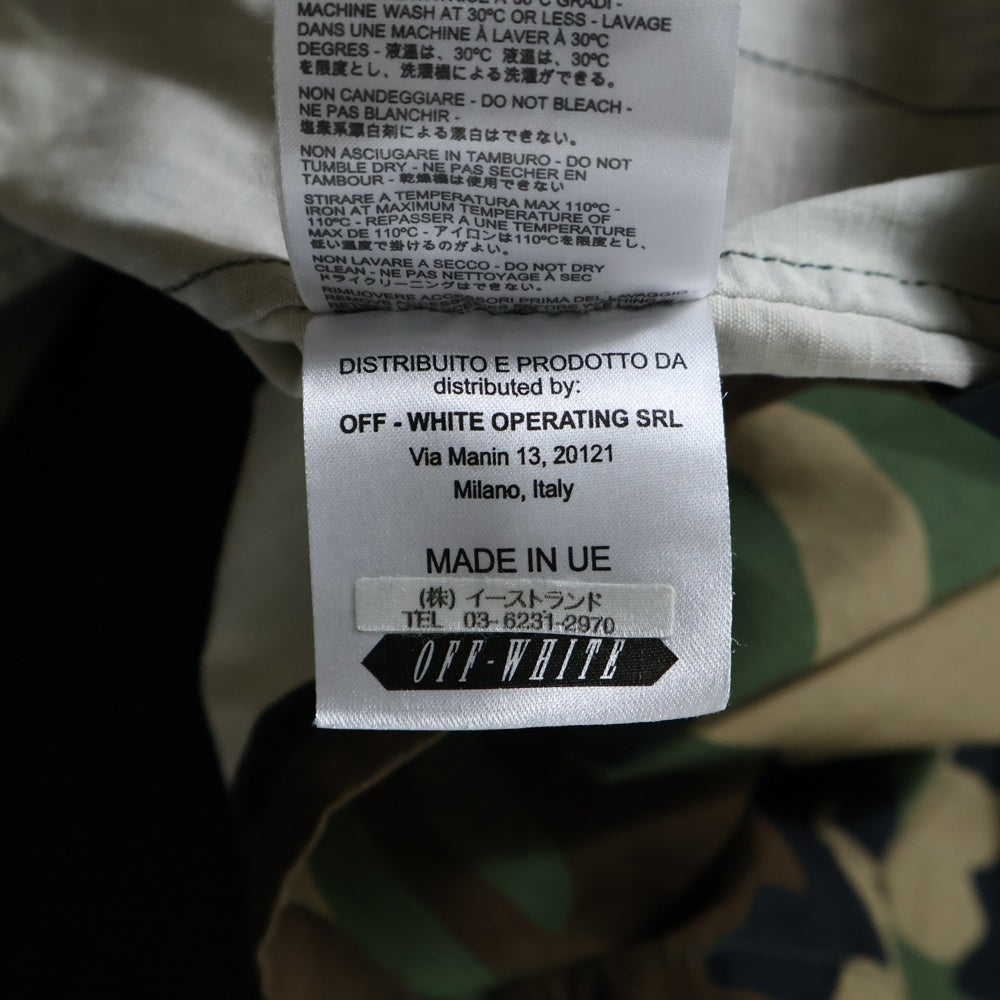 MACHINE WASH AT 30°C OR LESS - LAVAGE
DANS UNE MACHINE À LAVER À 30°C
DEGRES - 液温は、30℃ 液温は、30℃
を限度とし、洗濯機による洗濯ができる。
NON CANDEGGIARE - DO NOT BLEACH -
NE PAS BLANCHIR -
塩素系漂白剤による漂白はできない。
NON ASCIUGARE IN TAMBURO - DO NOT
TUMBLE DRY - NE PAS SECHER EN
TAMBOUR - 乾燥機は使用できない
STIRARE A TEMPERATURA MAX 110°C -
IRON AT MAXIMUM TEMPERATURE OF
110°C - REPASSER A UNE TEMPERATURE
MAX DE 110°C - アイロンは110℃を限度とし、
低い温度で掛けるのがよい。
NON LAVARE A SECCO - DO NOT DRY
CLEAN - NE PAS NETTOYAGE À SEC
ドライクリーニングはできない
RIMUOVERE ACCESSORI PRIMA DEL LAVAGGIO -
DISTRIBUITO E PRODOTTO DA
distributed by:
OFF - WHITE OPERATING SRL
Via Manin 13, 20121
Milano, Italy
MADE IN UE
(株) イーストランド
TEL 03-6231-2970
OFF-WHITE